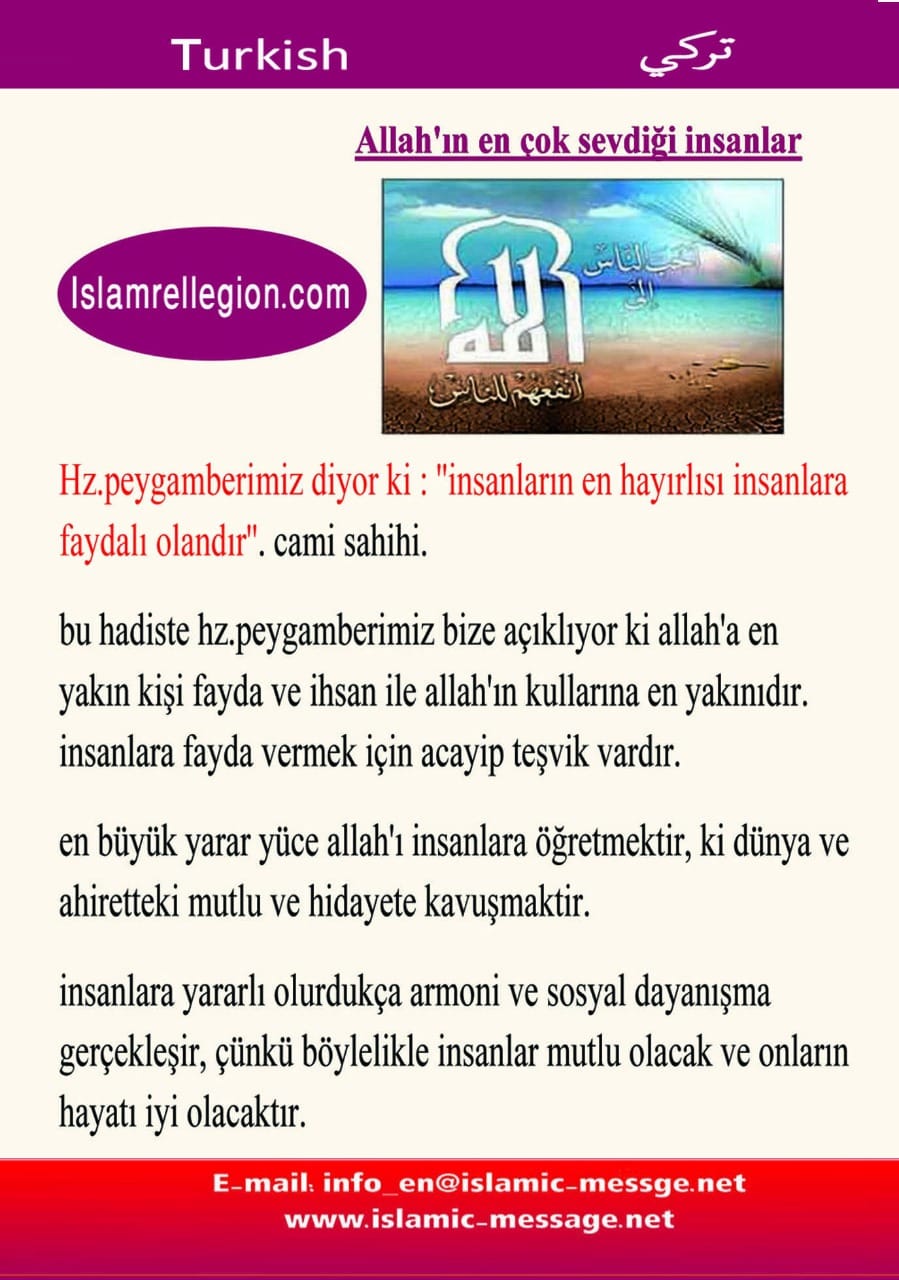 Turkish
تركي
Allah'ın en çok sevdiği insanlar
Islamrellegion.com
أحب الناس
إلى
الله
أنفعهم للناس
Hz.peygamberimiz diyor ki : "insanların en hayırlısı insanlara
faydalı olandır". cami sahihi.
bu hadiste hz.peygamberimiz bize açıklıyor ki allah'a en
yakın kişi fayda ve ihsan ile allah'ın kullarına en yakınıdır.
insanlara fayda vermek için acayip teşvik vardır.
en büyük yarar yüce allah'ı insanlara öğretmektir, ki dünya ve
ahiretteki mutlu ve hidayete kavuşmaktir.
insanlara yararlı olurdukça armoni ve sosyal dayanışma
gerçekleşir, çünkü böylelikle insanlar mutlu olacak ve onların
hayatı iyi olacaktır.
E-mail: info_en@islamic-messge.net
www.islamic-message.net